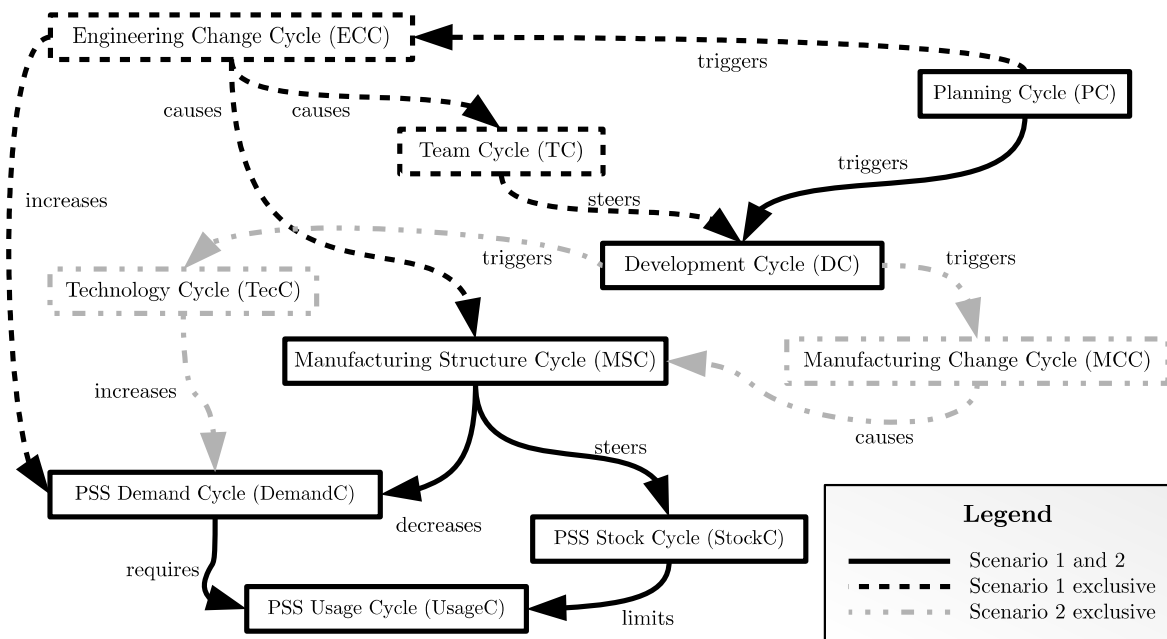 Engineering Change Cycle (ECC)
triggers
Planning Cycle (PC)
causes
causes
Team Cycle (TC)
triggers
increases
steers
triggers
Development Cycle (DC)
triggers
Technology Cycle (TecC)
Manufacturing Structure Cycle (MSC)
Manufacturing Change Cycle (MCC)
increases
causes
steers
PSS Demand Cycle (DemandC)
decreases
PSS Stock Cycle (StockC)
requires
PSS Usage Cycle (UsageC)
limits
Legend
Scenario 1 and 2
Scenario 1 exclusive
Scenario 2 exclusive